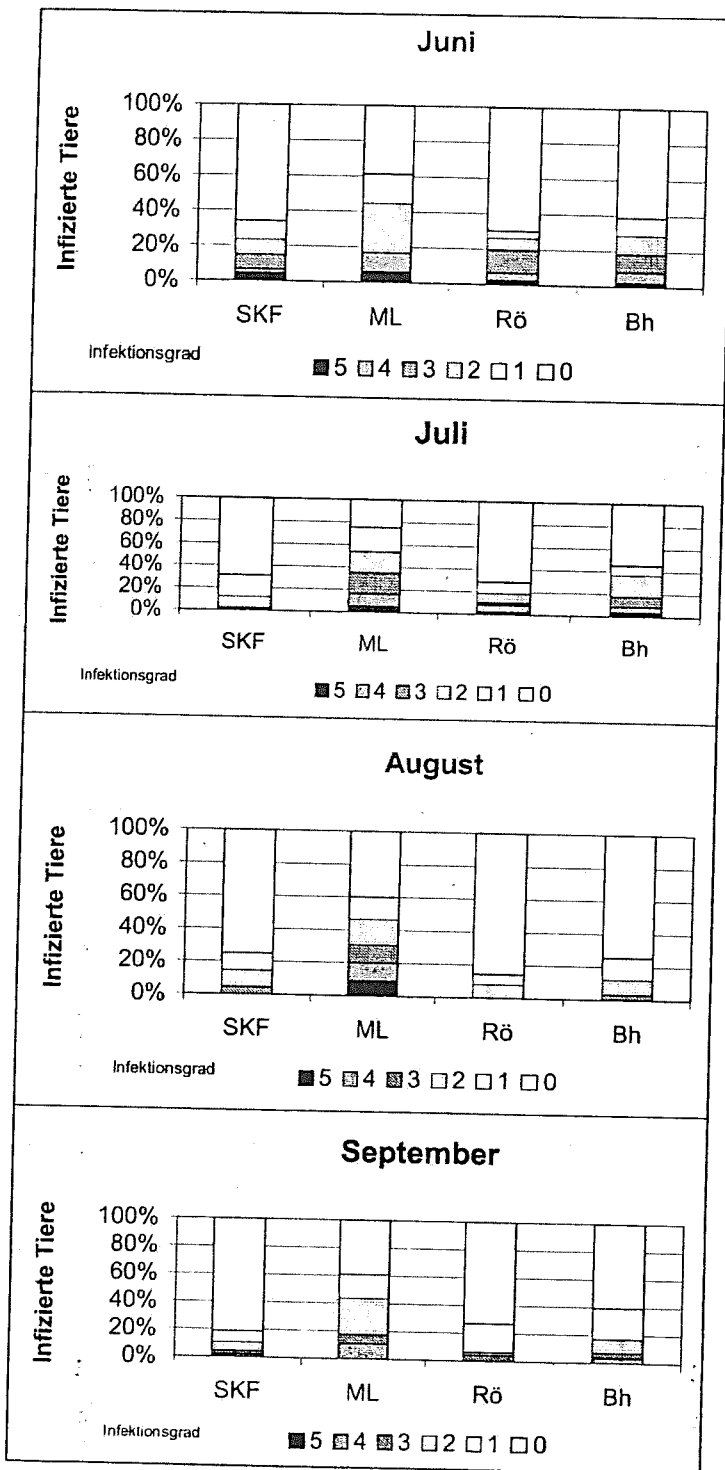 Juni
Infizierte Tiere
100%
80%
60%
40%
20%
0%
SKF ML Rö Bh
Infektionsgrad 5 4 3 2 1 0
Juli
Infizierte Tiere
100%
80%
60%
40%
20%
0%
SKF ML Rö Bh
Infektionsgrad 5 4 3 2 1 0
August
Infizierte Tiere
100%
80%
60%
40%
20%
0%
SKF ML Rö Bh
Infektionsgrad 5 4 3 2 1 0
September
Infizierte Tiere
100%
80%
60%
40%
20%
0%
SKF ML Rö Bh
Infektionsgrad 5 4 3 2 1 0